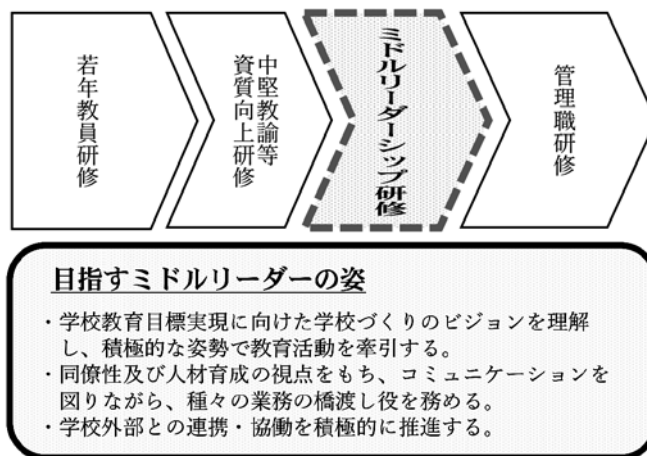 若年教員研修
中堅教諭等
資質向上研修
ミドルリーダーシップ研修
管理職研修
目指すミドルリーダーの姿
・学校教育目標実現に向けた学校づくりのビジョンを理解
し、積極的な姿勢で教育活動を牽引する。
・同僚性及び人材育成の視点をもち、コミュニケーションを
図りながら、種々の業務の橋渡し役を務める。
・学校外部との連携・協働を積極的に推進する。